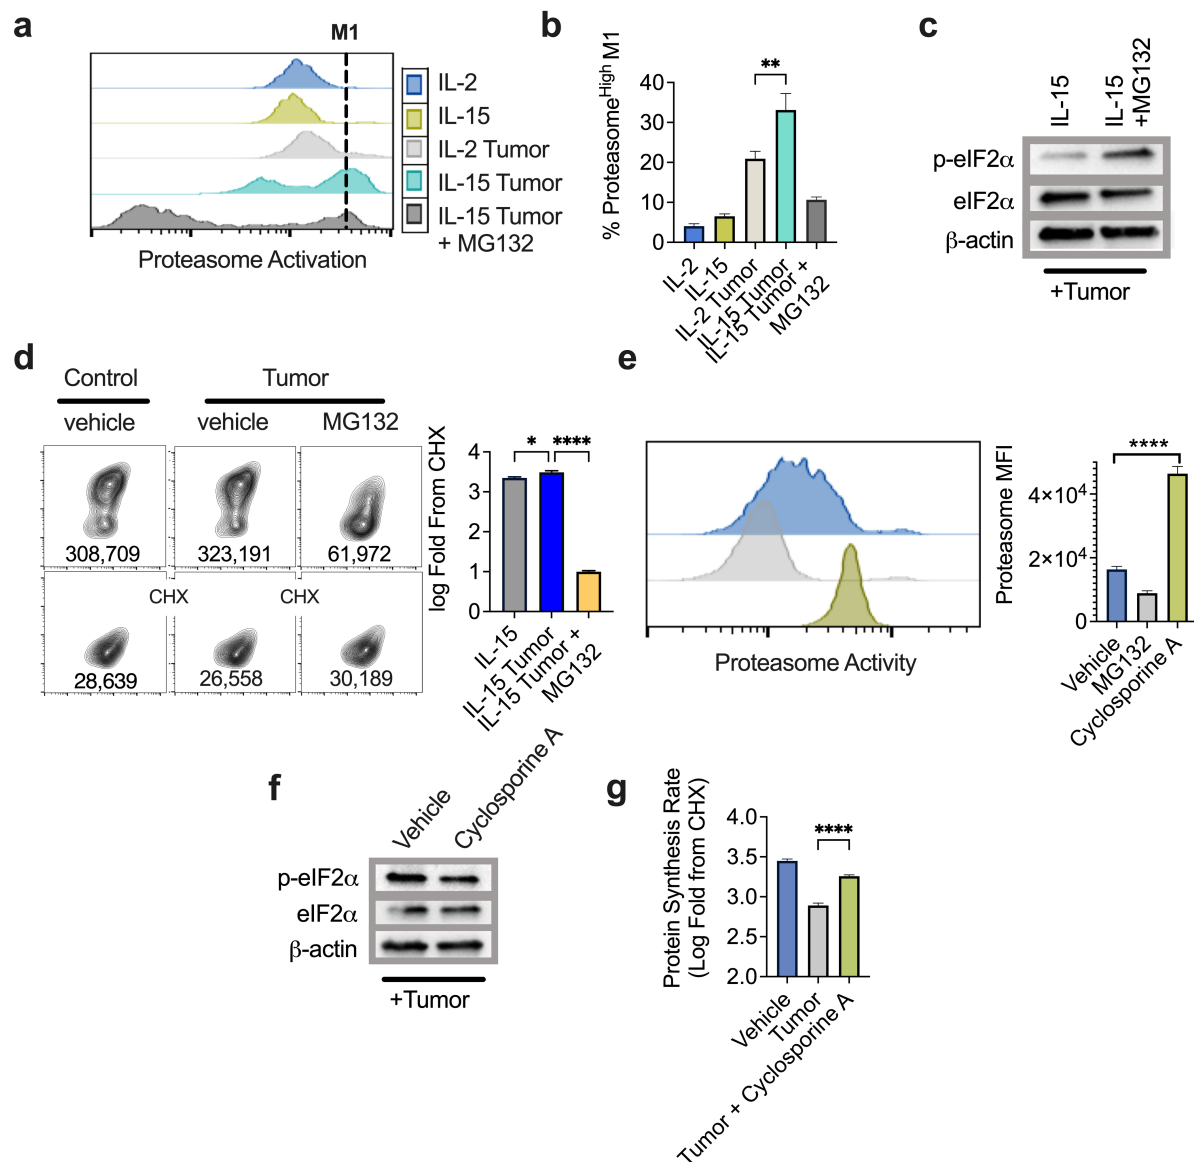 a
M1
IL-2
IL-15
IL-2 Tumor
IL-15 Tumor
IL-15 Tumor
+ MG132
Proteasome Activation
b
% ProteasomeHigh M1
40
30
20
10
0
**
IL-2
IL-15
IL-2 Tumor
IL-15 Tumor
IL-15 Tumor +
MG132
c
IL-15
IL-15
+MG132
p-eIF2α
eIF2α
β-actin
+Tumor
d
Control
Tumor
vehicle
vehicle
MG132
308,709
323,191
61,972
CHX
CHX
28,639
26,558
30,189
log Fold From CHX
4
3
2
1
0
*
****
IL-15
IL-15 Tumor
IL-15 Tumor +
MG132
e
Proteasome Activity
Proteasome MFI
4×10⁴
2×10⁴
0
****
Vehicle
MG132
Cyclosporine A
f
Vehicle
Cyclosporine A
p-eIF2α
eIF2α
β-actin
+Tumor
g
Protein Synthesis Rate
(Log Fold from CHX)
4.0
3.5
3.0
2.5
2.0
****
Vehicle
Tumor
Tumor + Cyclosporine A